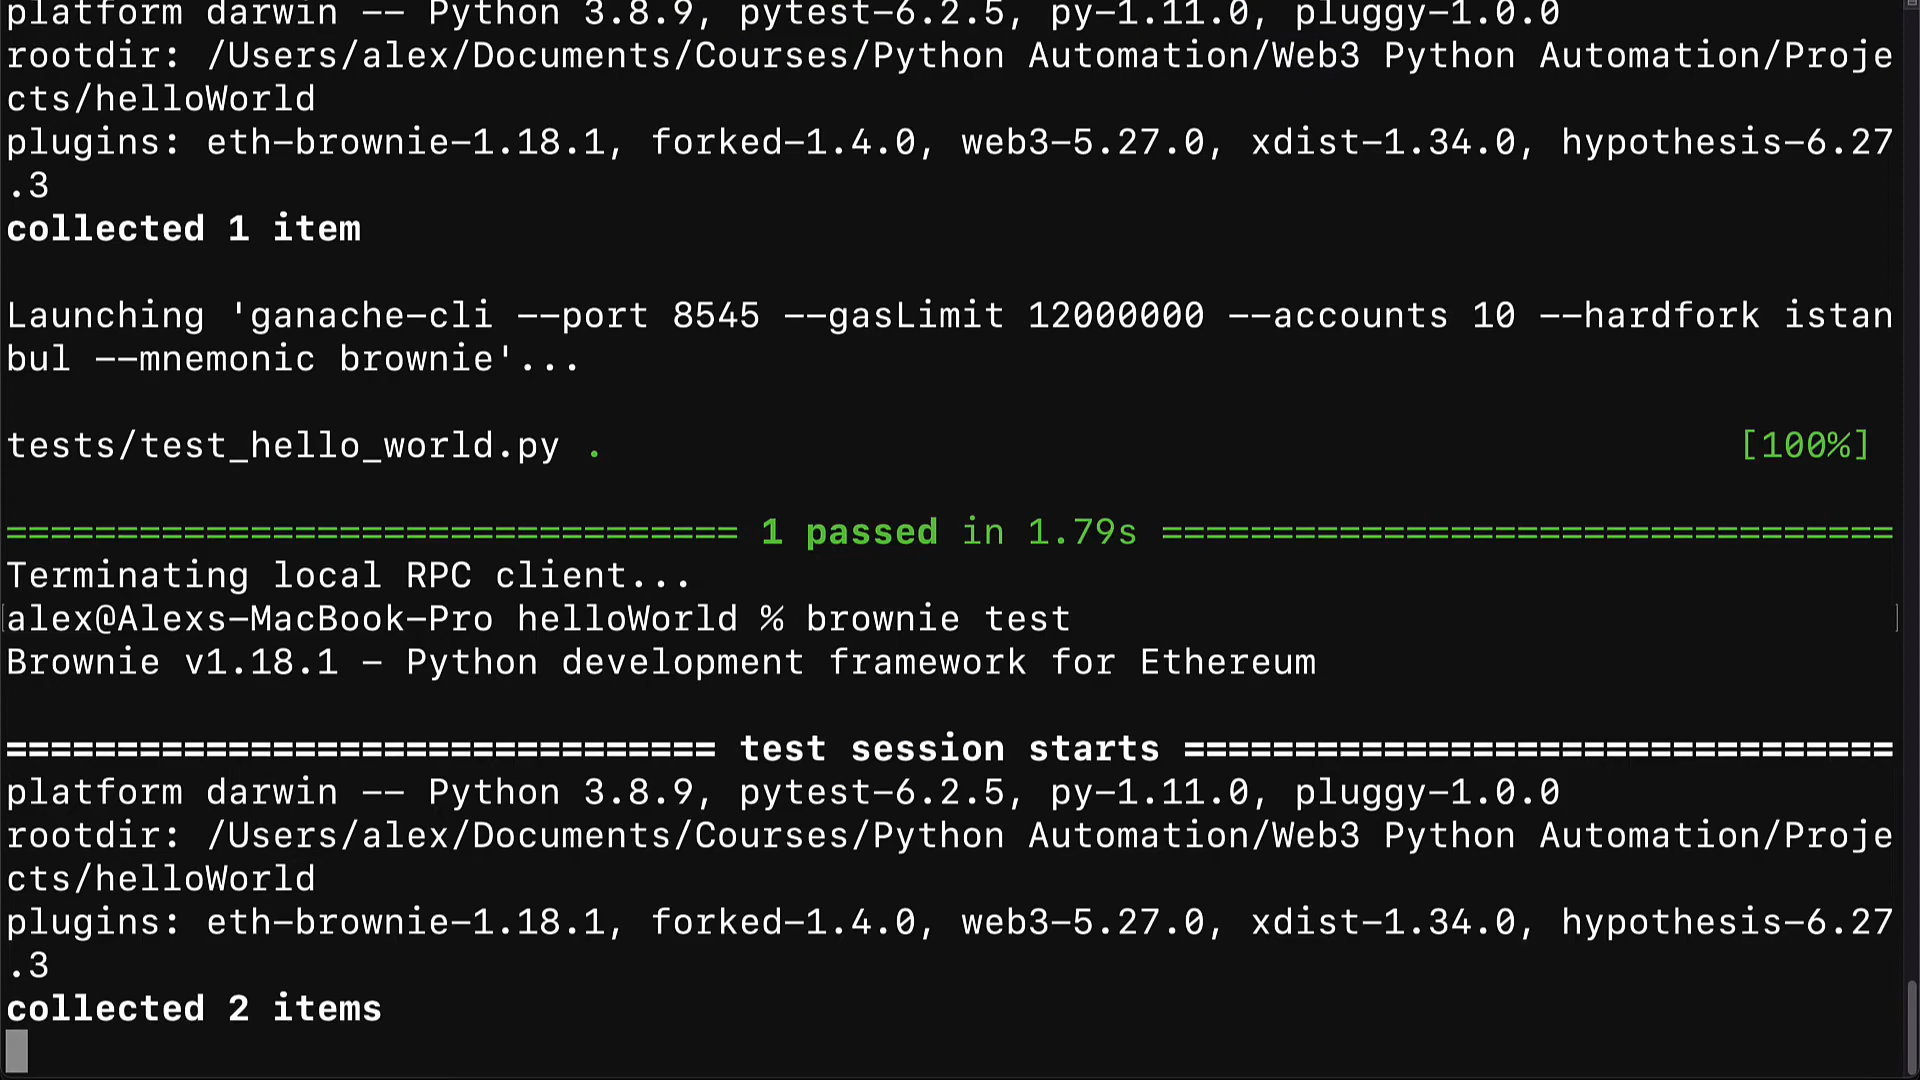 platform darwin -- Python 3.8.9, pytest-6.2.5, py-1.11.0, pluggy-1.0.0
rootdir: /Users/alex/Documents/Courses/Python Automation/Web3 Python Automation/Proje
cts/helloWorld
plugins: eth-brownie-1.18.1, forked-1.4.0, web3-5.27.0, xdist-1.34.0, hypothesis-6.27
.3
collected 1 item
Launching 'ganache-cli --port 8545 --gasLimit 12000000 --accounts 10 --hardfork istan
bul --mnemonic brownie'...
tests/test_hello_world.py . [100%]
================================== 1 passed in 1.79s =================================
Terminating local RPC client...
alex@Alexs-MacBook-Pro helloWorld % brownie test
Brownie v1.18.1 - Python development framework for Ethereum
================================ test session starts ================================
platform darwin -- Python 3.8.9, pytest-6.2.5, py-1.11.0, pluggy-1.0.0
rootdir: /Users/alex/Documents/Courses/Python Automation/Web3 Python Automation/Proje
cts/helloWorld
plugins: eth-brownie-1.18.1, forked-1.4.0, web3-5.27.0, xdist-1.34.0, hypothesis-6.27
.3
collected 2 items